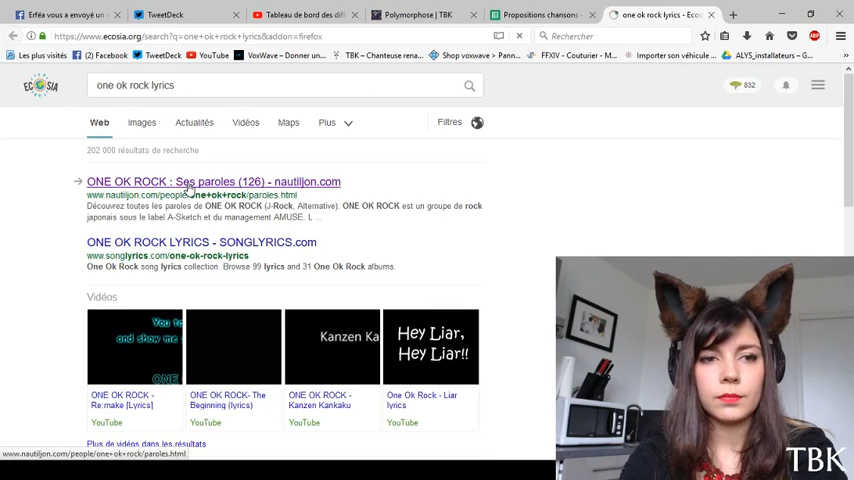 Erféa vous a envoyé un m
TweetDeck
Tableau de bord des diff
Polymorphose | TBK
Propositions chansons -
one ok rock lyrics - Ecos
https://www.ecosia.org/search?q=one+ok+rock+lyrics&addon=firefox
Rechercher
Les plus visités
(2) Facebook
TweetDeck
YouTube
VoxWave – Donnez v...
TBK – Chanteuse rena...
Shop voxwave > Pann...
FFXIV - Couturier - M...
Importer son véhicule ...
ALYS_installateurs – G...
ECOSIA
one ok rock lyrics
832
Web
Images
Actualités
Vidéos
Maps
Plus
Filtres
202 000 résultats de recherche
ONE OK ROCK : Ses paroles (126) - nautiljon.com
www.nautiljon.com/people/one+ok+rock/paroles.html
Découvrez toutes les paroles de ONE OK ROCK (J-Rock, Alternative). ONE OK ROCK est un groupe de rock
japonais sous le label A-Sketch et du management AMUSE. L ...
ONE OK ROCK LYRICS - SONGLYRICS.com
www.songlyrics.com/one-ok-rock-lyrics
One Ok Rock song lyrics collection. Browse 99 lyrics and 31 One Ok Rock albums.
Vidéos
You to
and show me
ONE
Kanzen Ka
Hey Liar,
Hey Liar!!
ONE OK ROCK -
Re:make [Lyrics]
YouTube
ONE OK ROCK- The
Beginning (lyrics)
YouTube
ONE OK ROCK -
Kanzen Kankaku
YouTube
One Ok Rock - Liar
lyrics
YouTube
Plus de vidéos dans les résultats
www.nautiljon.com/people/one+ok+rock/paroles.html
TBK